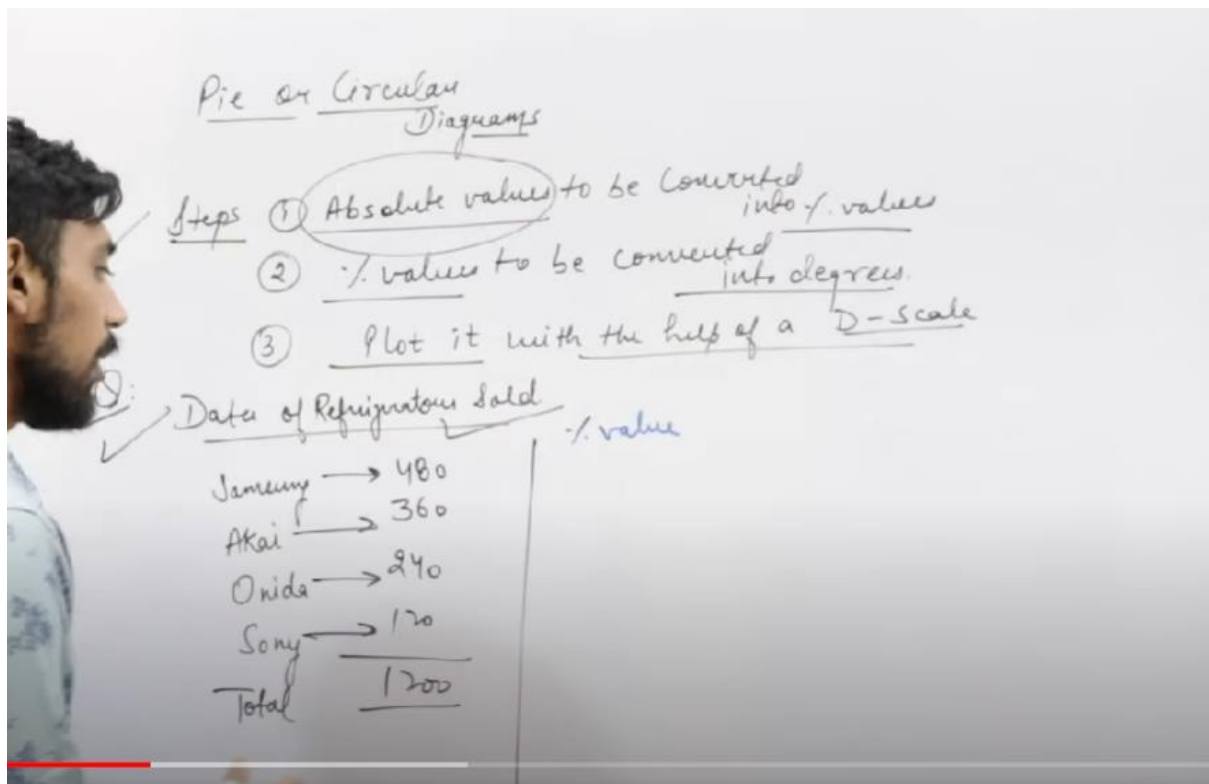 Pie or Circular
Diagrams
Steps ① Absolute values to be Converted
into % values
② % values to be converted
into degrees.
③ Plot it with the help of a D-Scale
Q:
Data of Refrigerators Sold
% value
Samsung → 480
Akai → 360
Onida → 240
Sony → 120
Total 1200